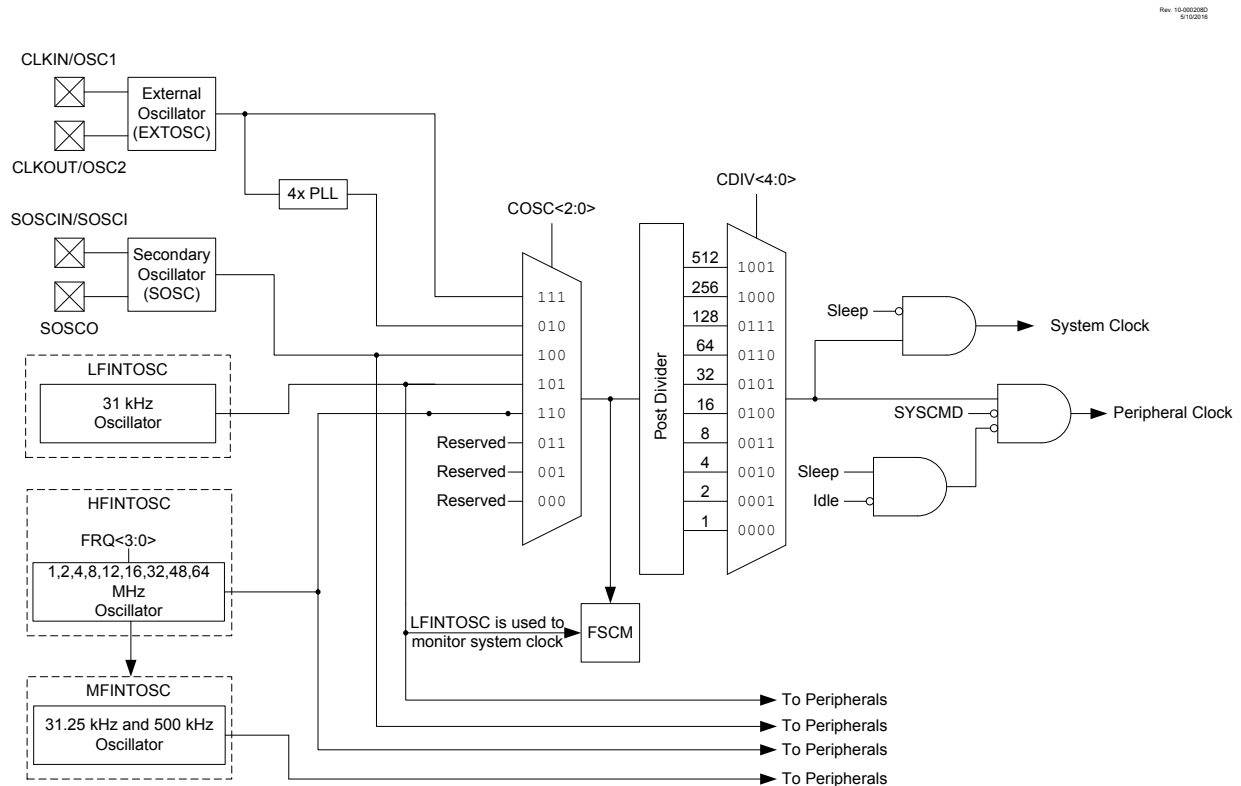 Rev. 10-000208D
5/10/2016
CLKIN/OSC1
External
Oscillator
(EXTOSC)
CLKOUT/OSC2
4x PLL
CDIV<4:0>
COSC<2:0>
SOSCIN/SOSCI
Secondary
Oscillator
(SOSC)
SOSCO
LFINTOSC
31 kHz
Oscillator
HFINTOSC
FRQ<3:0>
1,2,4,8,12,16,32,48,64
MHz
Oscillator
MFINTOSC
31.25 kHz and 500 kHz
Oscillator
111
010
100
101
110
Reserved 011
Reserved 001
Reserved 000
Post Divider
512 1001
256 1000
128 0111
64 0110
32 0101
16 0100
8 0011
4 0010
2 0001
1 0000
Sleep
System Clock
SYSCMD
Peripheral Clock
Sleep
Idle
LFINTOSC is used to
monitor system clock
FSCM
To Peripherals
To Peripherals
To Peripherals
To Peripherals